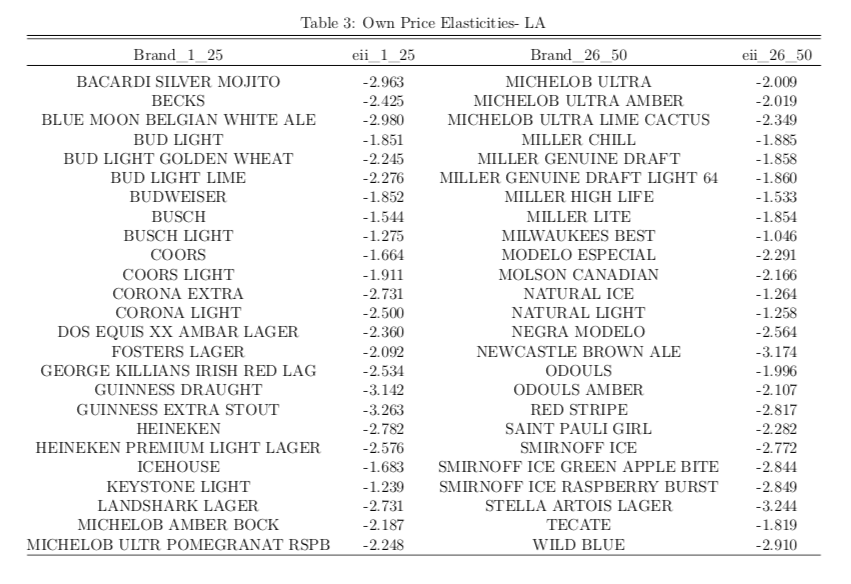 Table 3: Own Price Elasticities- LA
Brand_1_25 eii_1_25 Brand_26_50 eii_26_50
BACARDI SILVER MOJITO -2.963 MICHELOB ULTRA -2.009
BECKS -2.425 MICHELOB ULTRA AMBER -2.019
BLUE MOON BELGIAN WHITE ALE -2.980 MICHELOB ULTRA LIME CACTUS -2.349
BUD LIGHT -1.851 MILLER CHILL -1.885
BUD LIGHT GOLDEN WHEAT -2.245 MILLER GENUINE DRAFT -1.858
BUD LIGHT LIME -2.276 MILLER GENUINE DRAFT LIGHT 64 -1.860
BUDWEISER -1.852 MILLER HIGH LIFE -1.533
BUSCH -1.544 MILLER LITE -1.854
BUSCH LIGHT -1.275 MILWAUKEES BEST -1.046
COORS -1.664 MODELO ESPECIAL -2.291
COORS LIGHT -1.911 MOLSON CANADIAN -2.166
CORONA EXTRA -2.731 NATURAL ICE -1.264
CORONA LIGHT -2.500 NATURAL LIGHT -1.258
DOS EQUIS XX AMBAR LAGER -2.360 NEGRA MODELO -2.564
FOSTERS LAGER -2.092 NEWCASTLE BROWN ALE -3.174
GEORGE KILLIANS IRISH RED LAG -2.534 ODOULS -1.996
GUINNESS DRAUGHT -3.142 ODOULS AMBER -2.107
GUINNESS EXTRA STOUT -3.263 RED STRIPE -2.817
HEINEKEN -2.782 SAINT PAULI GIRL -2.282
HEINEKEN PREMIUM LIGHT LAGER -2.576 SMIRNOFF ICE -2.772
ICEHOUSE -1.683 SMIRNOFF ICE GREEN APPLE BITE -2.844
KEYSTONE LIGHT -1.239 SMIRNOFF ICE RASPBERRY BURST -2.849
LANDSHARK LAGER -2.731 STELLA ARTOIS LAGER -3.244
MICHELOB AMBER BOCK -2.187 TECATE -1.819
MICHELOB ULTR POMEGRANAT RSPB -2.248 WILD BLUE -2.910